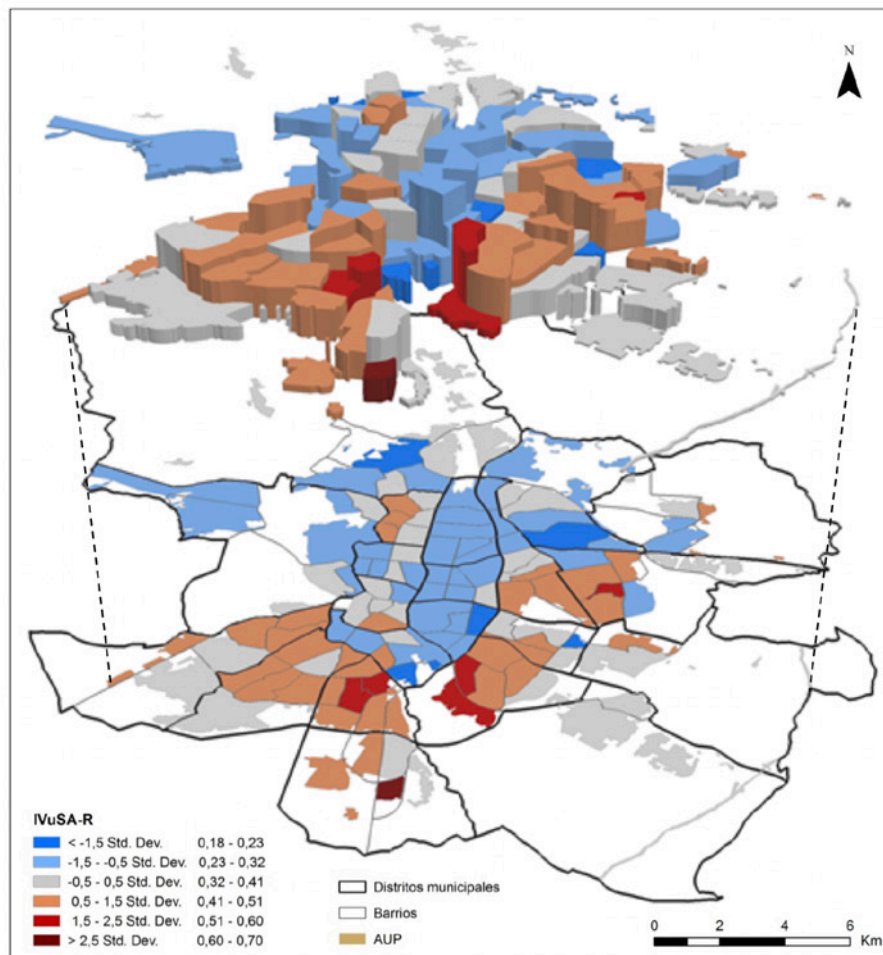 N
IVuSA-R
< -1,5 Std. Dev. 0,18 - 0,23
-1,5 - -0,5 Std. Dev. 0,23 - 0,32
-0,5 - 0,5 Std. Dev. 0,32 - 0,41
0,5 - 1,5 Std. Dev. 0,41 - 0,51
1,5 - 2,5 Std. Dev. 0,51 - 0,60
> 2,5 Std. Dev. 0,60 - 0,70
Distritos municipales
Barrios
AUP
0 2 4 6
Km